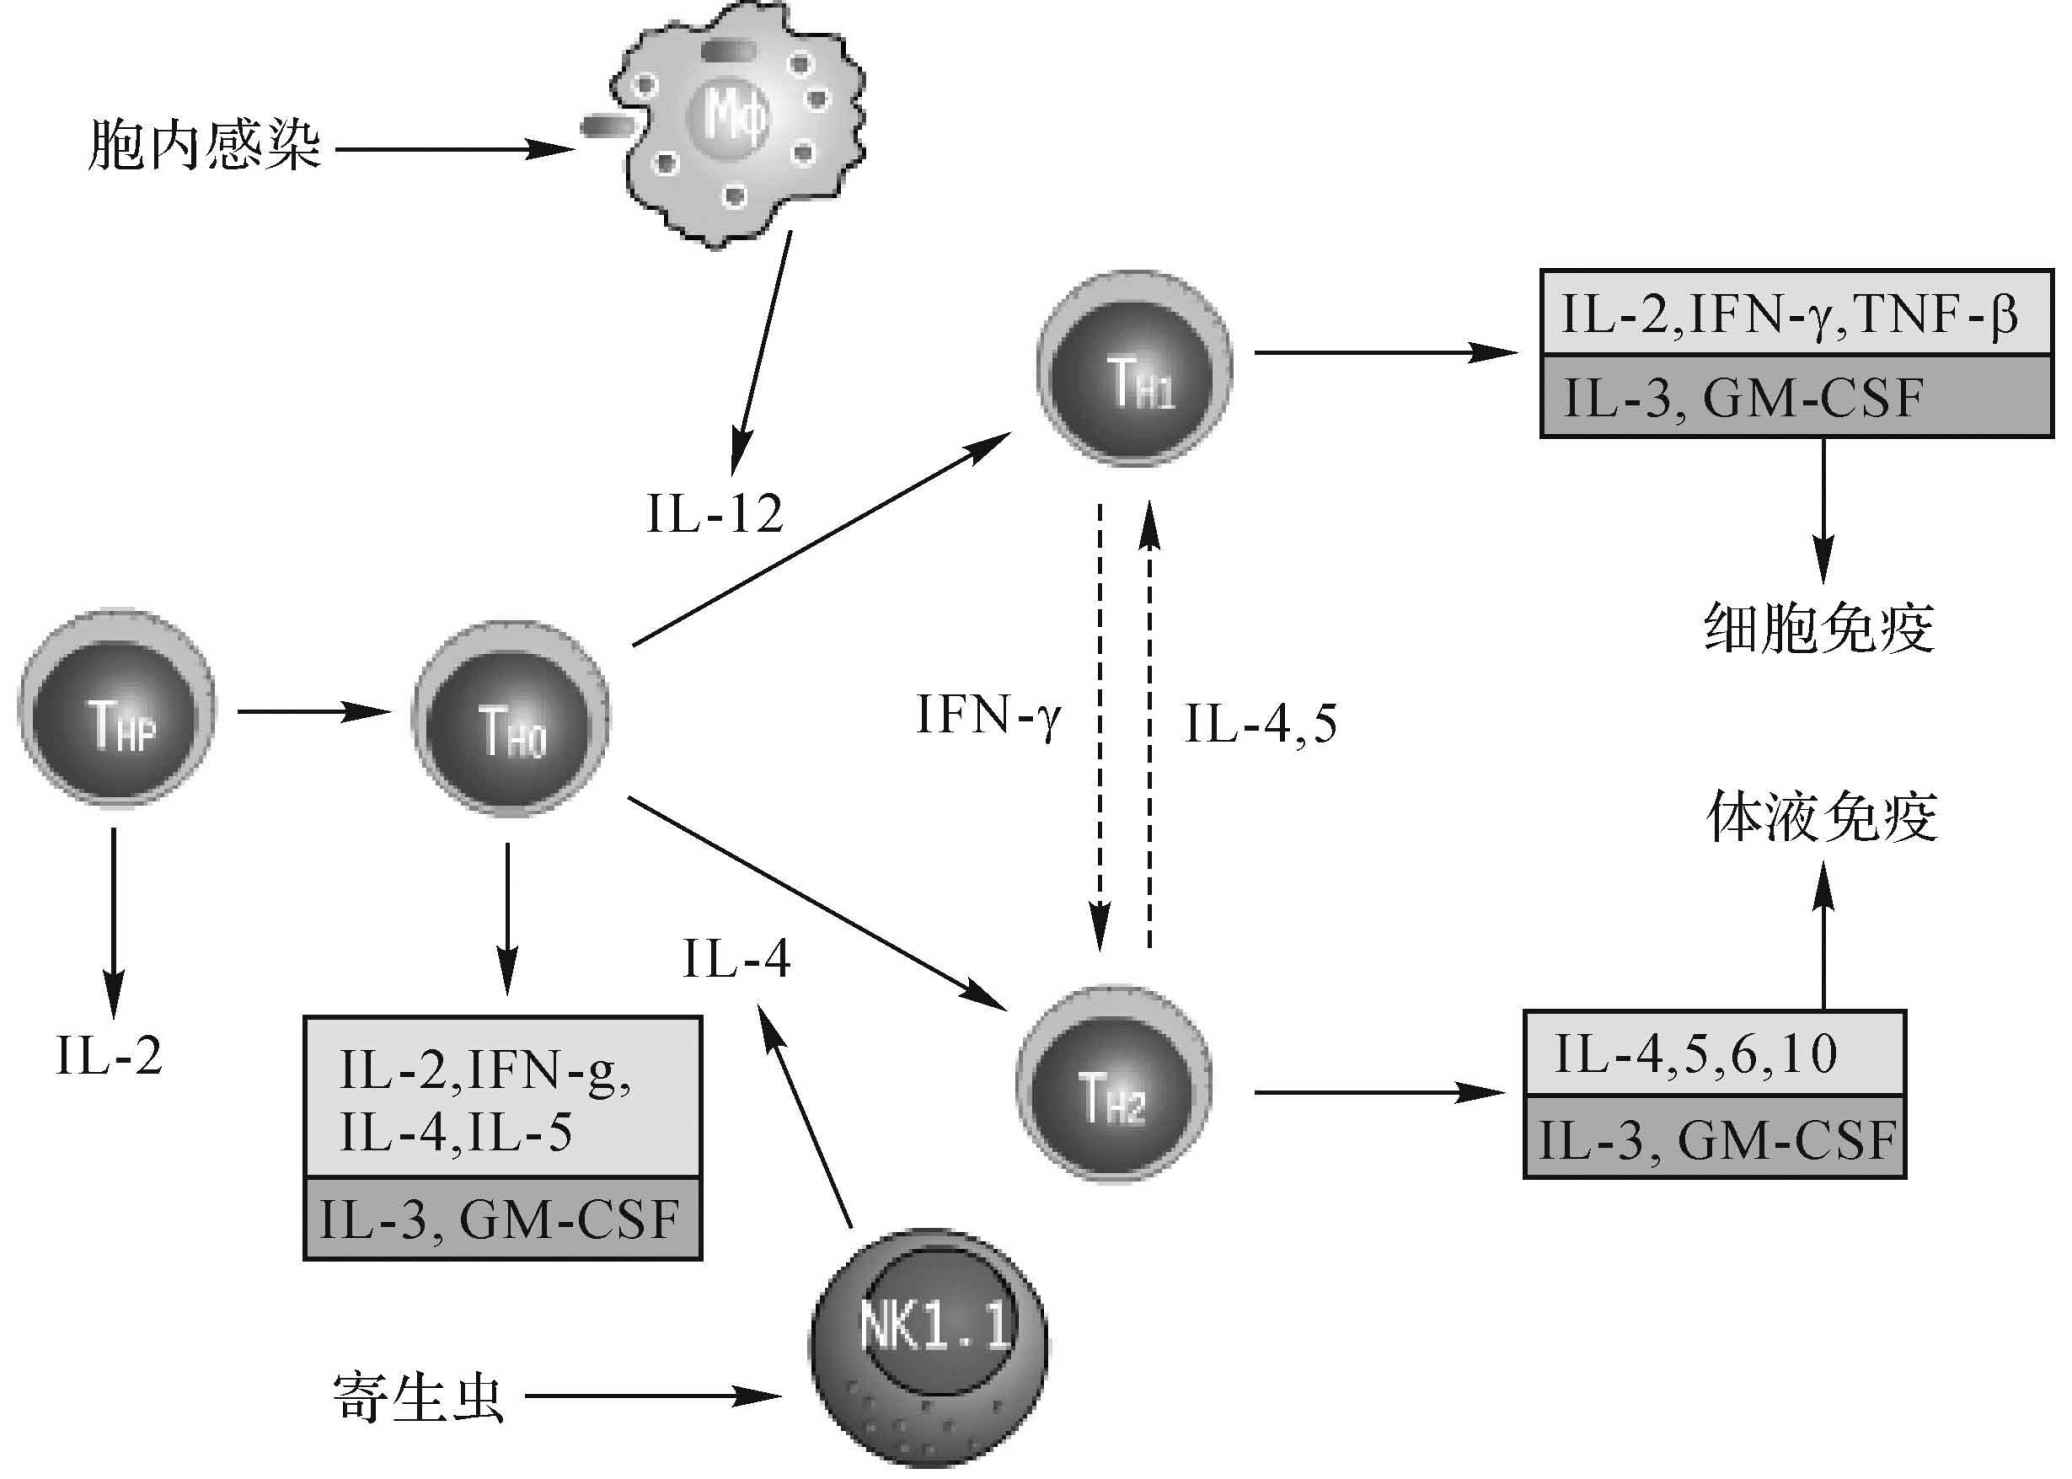 Mφ
胞内感染
TH1
IL-2,IFN-γ,TNF-β
IL-3, GM-CSF
IL-12
细胞免疫
THP
TH0
IFN-γ
IL-4,5
体液免疫
IL-4
IL-2
IL-2,IFN-g,
IL-4,IL-5
IL-3, GM-CSF
TH2
IL-4,5,6,10
IL-3, GM-CSF
NK1.1
寄生虫